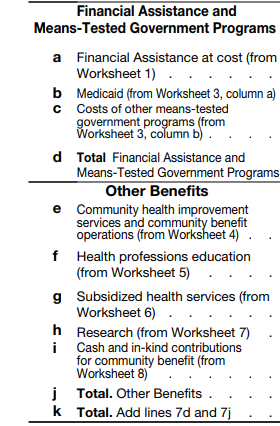 Financial Assistance and
Means-Tested Government Programs
a Financial Assistance at cost (from
Worksheet 1) . . . . . .
b Medicaid (from Worksheet 3, column a)
c Costs of other means-tested
government programs (from
Worksheet 3, column b) . . . .
d Total Financial Assistance and
Means-Tested Government Programs
Other Benefits
e Community health improvement
services and community benefit
operations (from Worksheet 4) . .
f Health professions education
(from Worksheet 5) . . . .
g Subsidized health services (from
Worksheet 6) . . . . . .
h Research (from Worksheet 7) .
i Cash and in-kind contributions
for community benefit (from
Worksheet 8) . . . . . .
j Total. Other Benefits . . . .
k Total. Add lines 7d and 7j . .